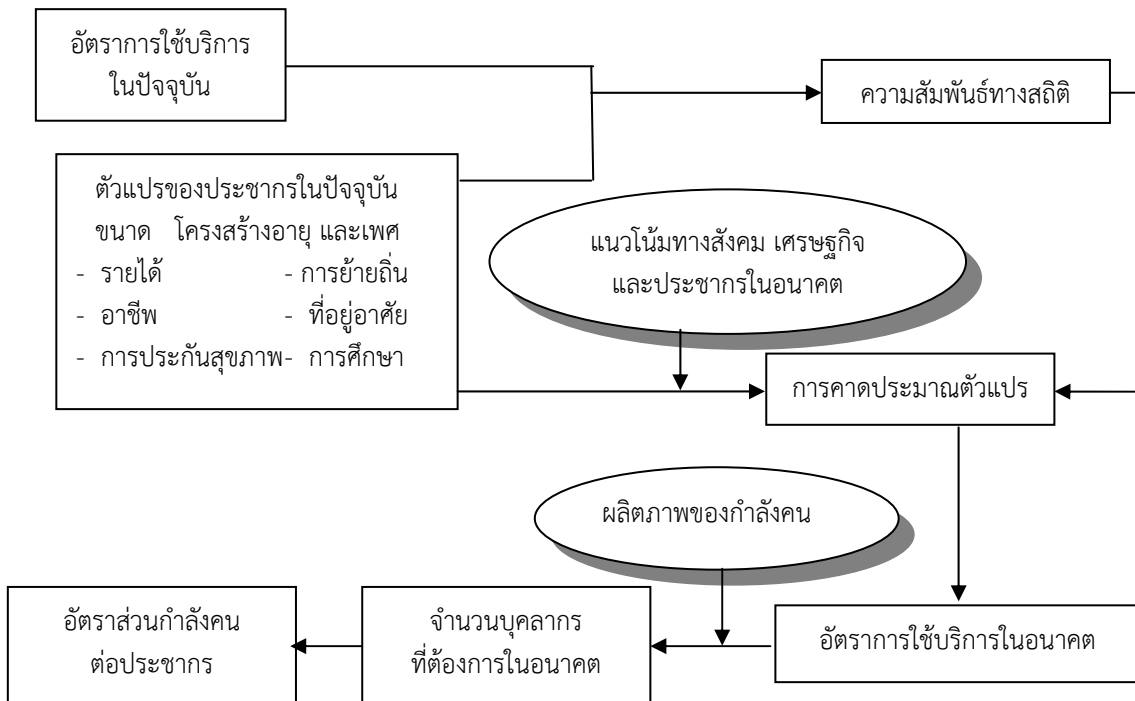 อัตราการใช้บริการ
ในปัจจุบัน
ความสัมพันธ์ทางสถิติ
ตัวแปรของประชากรในปัจจุบัน
ขนาด โครงสร้างอายุ และเพศ
- รายได้ - การย้ายถิ่น
- อาชีพ - ที่อยู่อาศัย
- การประกันสุขภาพ- การศึกษา
แนวโน้มทางสังคม เศรษฐกิจ
และประชากรในอนาคต
การคาดประมาณตัวแปร
ผลิตภาพของกำลังคน
อัตราส่วนกำลังคน
ต่อประชากร
จำนวนบุคลากร
ที่ต้องการในอนาคต
อัตราการใช้บริการในอนาคต